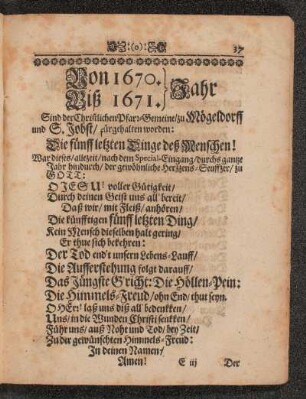 :(o):
37
Von 1670. Jahr
Biß 1671.
Sind der Christlichen Pfarr-Gemeine / zu Mögeldorff
und S. Jobst / fürgehalten worden:
Die fünff letzten Dinge deß Menschen!
War dieses / allezeit / nach dem Special-Eingang / durchs gantze
Jahr hindurch / der gewöhnliche Hertzens-Seufftzer / zu
GOTT:
O JESU! voller Gütigkeit /
Durch deinen Geist uns all' bereit /
Daß wir / mit Fleiß / anhören /
Die künfftigen fünff letzten Ding /
Kein Mensch dieselben halt gering /
Er thue sich bekehren:
Der Tod end't unsern Lebens-Lauff /
Die Aufferstehung folgt darauff /
Das Jüngste G'richt: Die Höllen-Pein:
Die Himmels-Freud / ohn End / thut seyn.
O HErr! laß uns diß all bedenkken /
Uns / in die Wunden Christi senkken /
Führ uns / auß Noht und Tod / bey Zeit /
Zu der gewünschten Himmels-Freud:
In deinen Namen /
Amen!
E iij
Der